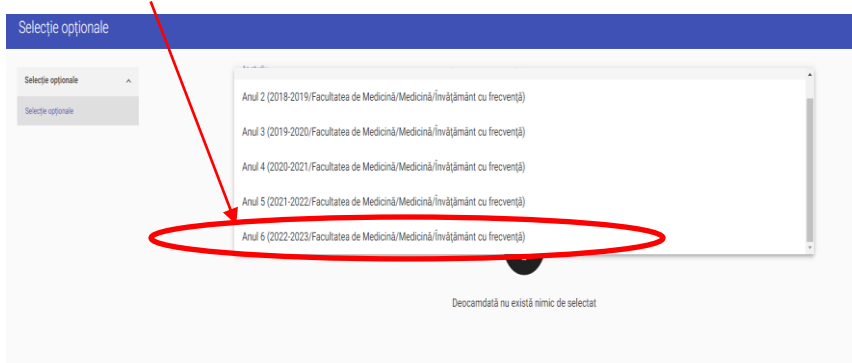 Selecție opționale
Selecție opționale
Selecție opționale
Anul 2 (2018-2019/Facultatea de Medicină/Medicină/Învățământ cu frecvență)
Anul 3 (2019-2020/Facultatea de Medicină/Medicină/Învățământ cu frecvență)
Anul 4 (2020-2021/Facultatea de Medicină/Medicină/Învățământ cu frecvență)
Anul 5 (2021-2022/Facultatea de Medicină/Medicină/Învățământ cu frecvență)
Anul 6 (2022-2023/Facultatea de Medicină/Medicină/Învățământ cu frecvență)
Deocamdată nu există nimic de selectat